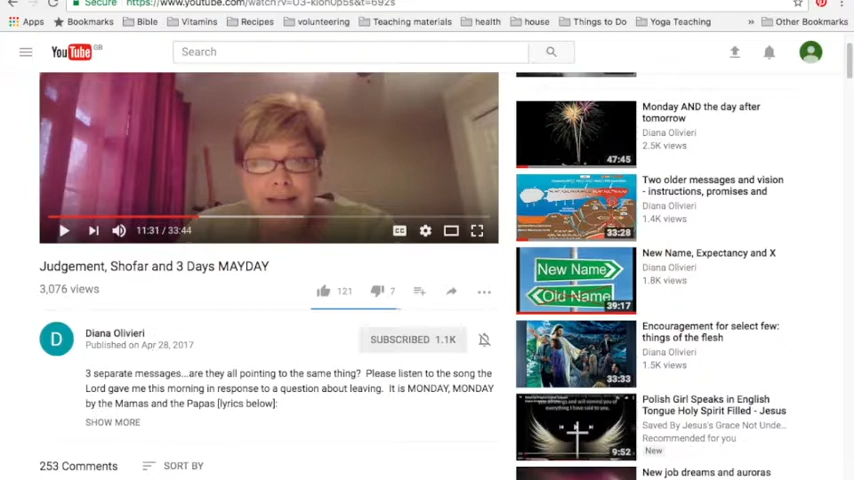 Secure https://www.youtube.com/watch?v=U3-kioh0p5s&t=692s
Apps Bookmarks Bible Vitamins Recipes volunteering Teaching materials health house Things to Do Yoga Teaching » Other Bookmarks
YouTube GB
Search
11:31 / 33:44
CC
Judgement, Shofar and 3 Days MAYDAY
3,076 views
121
7
D
Diana Olivieri
Published on Apr 28, 2017
SUBSCRIBED 1.1K
3 separate messages...are they all pointing to the same thing? Please listen to the song the
Lord gave me this morning in response to a question about leaving. It is MONDAY, MONDAY
by the Mamas and the Papas [lyrics below]:
SHOW MORE
253 Comments
SORT BY
47:45
Monday AND the day after
tomorrow
Diana Olivieri
2.5K views
33:28
Two older messages and vision
- instructions, promises and
Diana Olivieri
1.4K views
New Name
Old Name
39:17
New Name, Expectancy and X
Diana Olivieri
1.8K views
33:33
Encouragement for select few:
things of the flesh
Diana Olivieri
1.5K views
9:52
Polish Girl Speaks in English
Tongue Holy Spirit Filled - Jesus
Saved By Jesus's Grace Not Unde...
Recommended for you
New
New job dreams and auroras